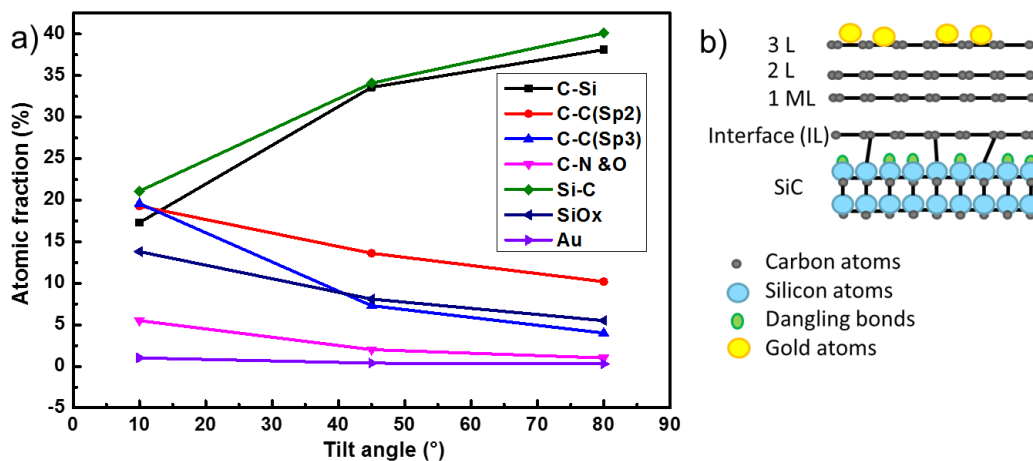 a)
Atomic fraction (%)
40
35
30
25
20
15
10
5
0
-5
0 10 20 30 40 50 60 70 80 90
Tilt angle (°)
C-Si
C-C(Sp2)
C-C(Sp3)
C-N &O
Si-C
SiOx
Au
b)
3 L
2 L
1 ML
Interface (IL)
SiC
Carbon atoms
Silicon atoms
Dangling bonds
Gold atoms